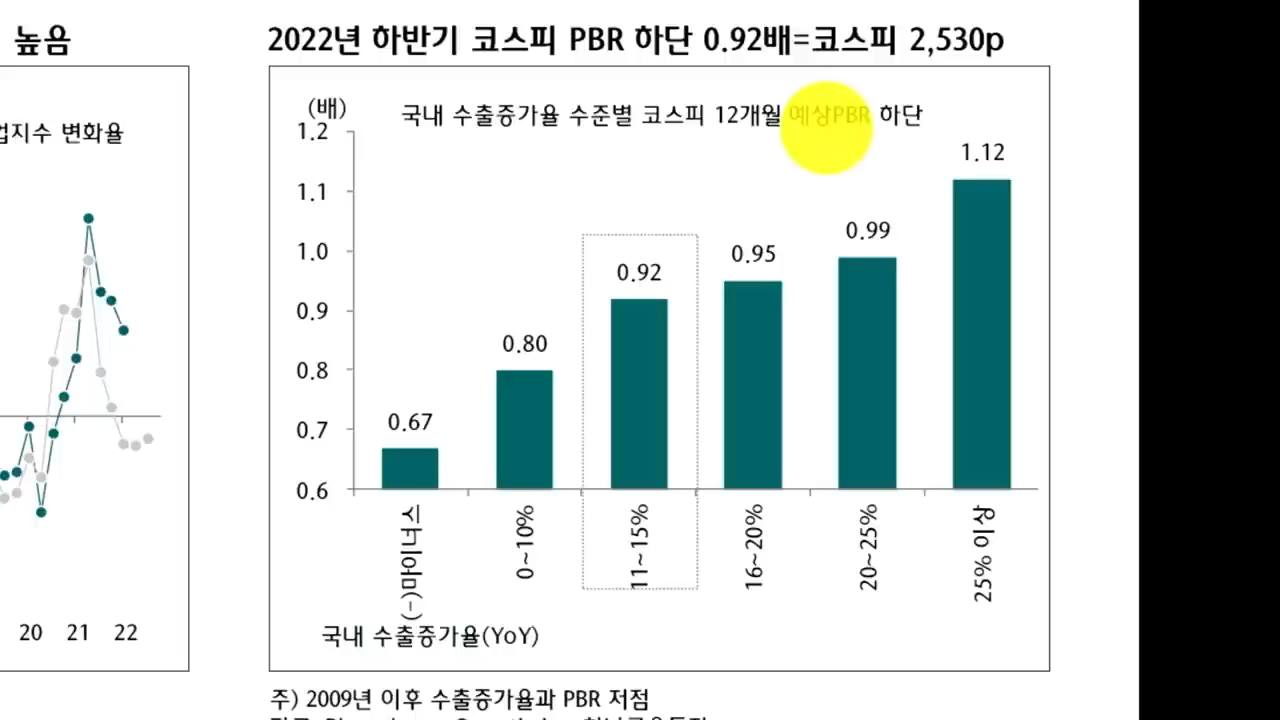 높음
변화율
20 21 22
2022년 하반기 코스피 PBR 하단 0.92배=코스피 2,530p
(배)
국내 수출증가율 수준별 코스피 12개월 예상PBR 하단
1.2
1.1
1.0
0.9
0.8
0.7
0.6
0.67
0.80
0.92
0.95
0.99
1.12
(-)마이너스
0~10%
11~15%
16~20%
20~25%
25% 이상
국내 수출증가율(YoY)
주) 2009년 이후 수출증가율과 PBR 저점